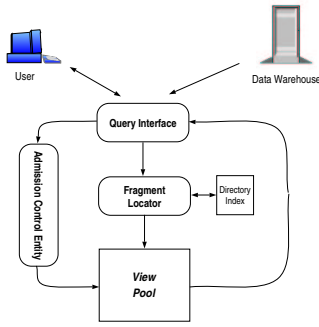 User
Data Warehouse
Query Interface
Admission Control Entity
Fragment
Locator
Directory
Index
View
Pool